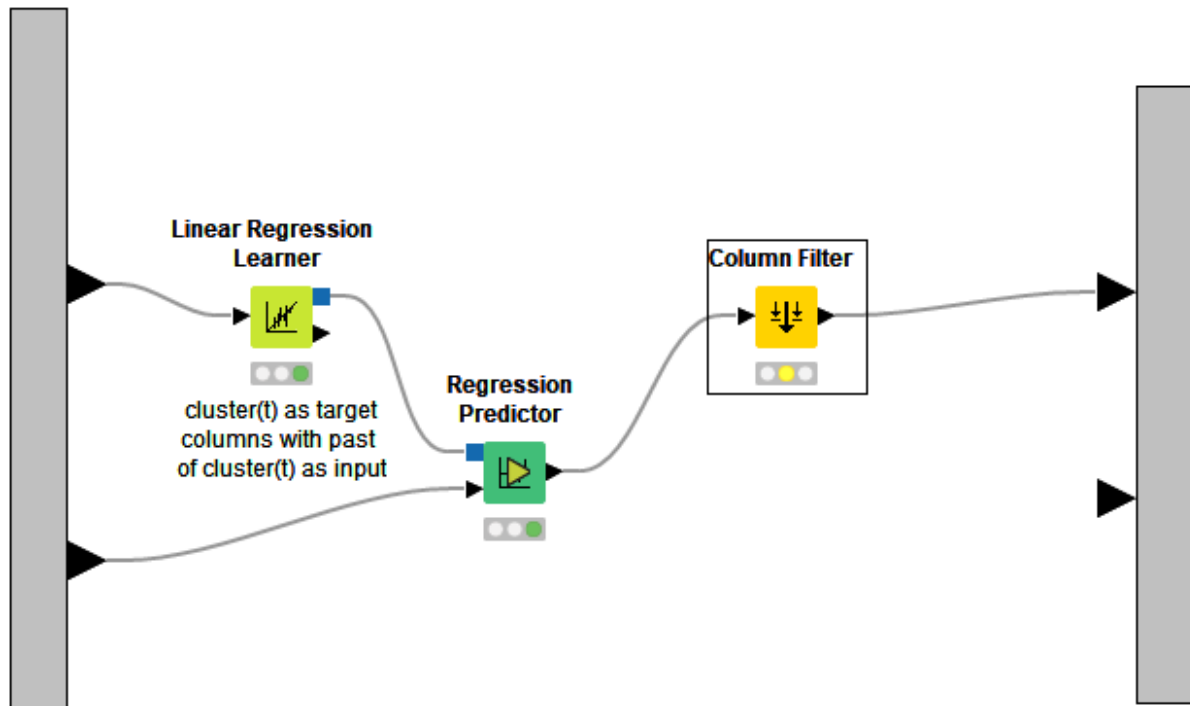 Linear Regression
Learner
cluster(t) as target
columns with past
of cluster(t) as input
Regression
Predictor
Column Filter